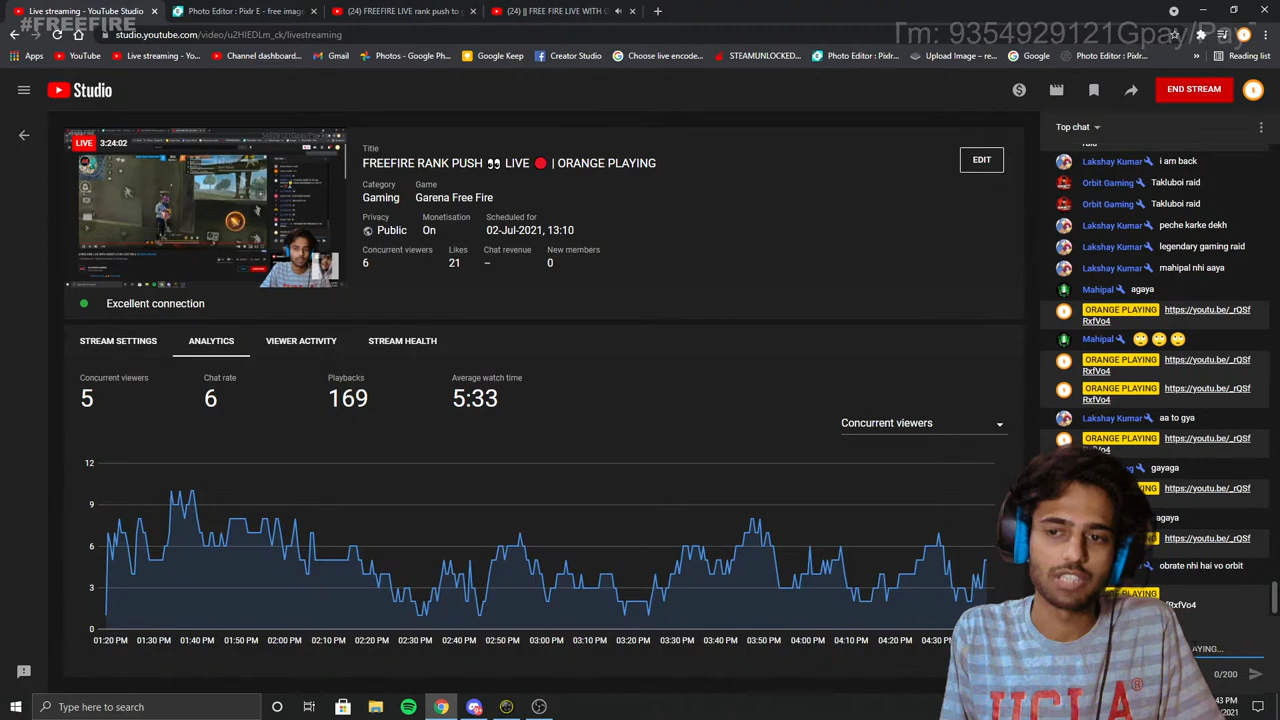 Live streaming - YouTube Studio
Photo Editor : Pixlr E - free imag
(24) FREEFIRE LIVE rank push to
(24) || FREE FIRE LIVE WITH
#FREEFIRE
9354929121Gpay/Pay
studio.youtube.com/video/u2HIEDLm_ck/livestreaming
Apps
YouTube
Live streaming - Yo...
Channel dashboard...
Gmail
Photos - Google Ph...
Google Keep
Creator Studio
Choose live encode...
STEAMUNLOCKED...
Photo Editor : Pixlr...
Upload Image – re...
Google
Photo Editor : Pixlr...
»
Reading list
Studio
END STREAM
LIVE 3:24:02
Title
FREEFIRE RANK PUSH 👀 LIVE 🔴 | ORANGE PLAYING
EDIT
Category Game
Gaming Garena Free Fire
Privacy Monetisation Scheduled for
Public On 02-Jul-2021, 13:10
Concurrent viewers Likes Chat revenue New members
6 21 – 0
Excellent connection
STREAM SETTINGS ANALYTICS VIEWER ACTIVITY STREAM HEALTH
Concurrent viewers Chat rate Playbacks Average watch time
5 6 169 5:33
Concurrent viewers
12
9
6
3
0
01:20 PM 01:30 PM 01:40 PM 01:50 PM 02:00 PM 02:10 PM 02:20 PM 02:30 PM 02:40 PM 02:50 PM 03:00 PM 03:10 PM 03:20 PM 03:30 PM 03:40 PM 03:50 PM 04:00 PM 04:10 PM 04:20 PM 04:30
Top chat
raid
Lakshay Kumar i am back
Orbit Gaming Takluboi raid
Orbit Gaming Takluboi raid
Lakshay Kumar peche karke dekh
Lakshay Kumar legendary gaming raid
Lakshay Kumar mahipal nhi aaya
Mahipal agaya
ORANGE PLAYING https://youtu.be/_rQSf
RxfVo4
Mahipal 🙄 🙄 🙄
ORANGE PLAYING https://youtu.be/_rQSf
RxfVo4
ORANGE PLAYING https://youtu.be/_rQSf
RxfVo4
Lakshay Kumar aa to gya
ORANGE PLAYING https://youtu.be/_rQSf
RxfVo4
gayaga
https://youtu.be/_rQSf
agaya
https://youtu.be/_rQSf
obrate nhi hai vo orbit
fRxfVo4
0/200
Type here to search
UCLA